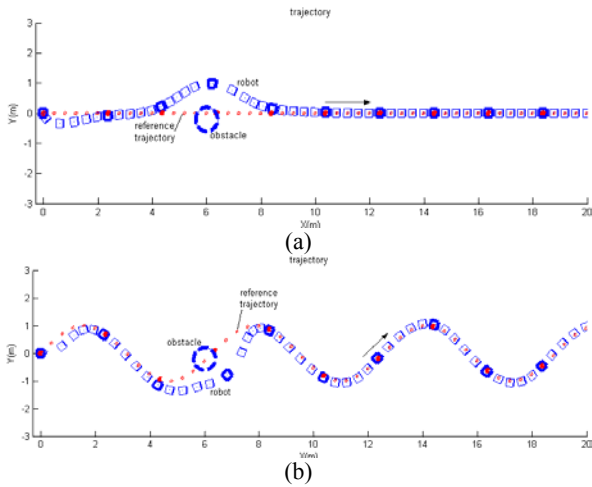 trajectory
3
2
1
0
-1
-2
-3
Y(m)
robot
reference
trajectory
obstacle
0 2 4 6 8 10 12 14 16 18 20
X(m)
(a)
trajectory
3
2
1
0
-1
-2
-3
Y(m)
reference
trajectory
obstacle
robot
0 2 4 6 8 10 12 14 16 18 20
X(m)
(b)